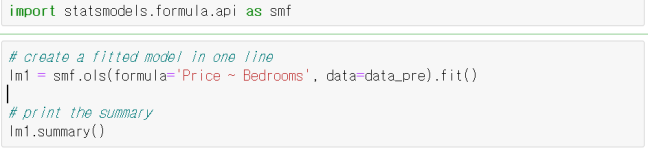 import statsmodels.formula.api as smf
# create a fitted model in one line
lm1 = smf.ols(formula='Price ~ Bedrooms', data=data_pre).fit()
# print the summary
lm1.summary()